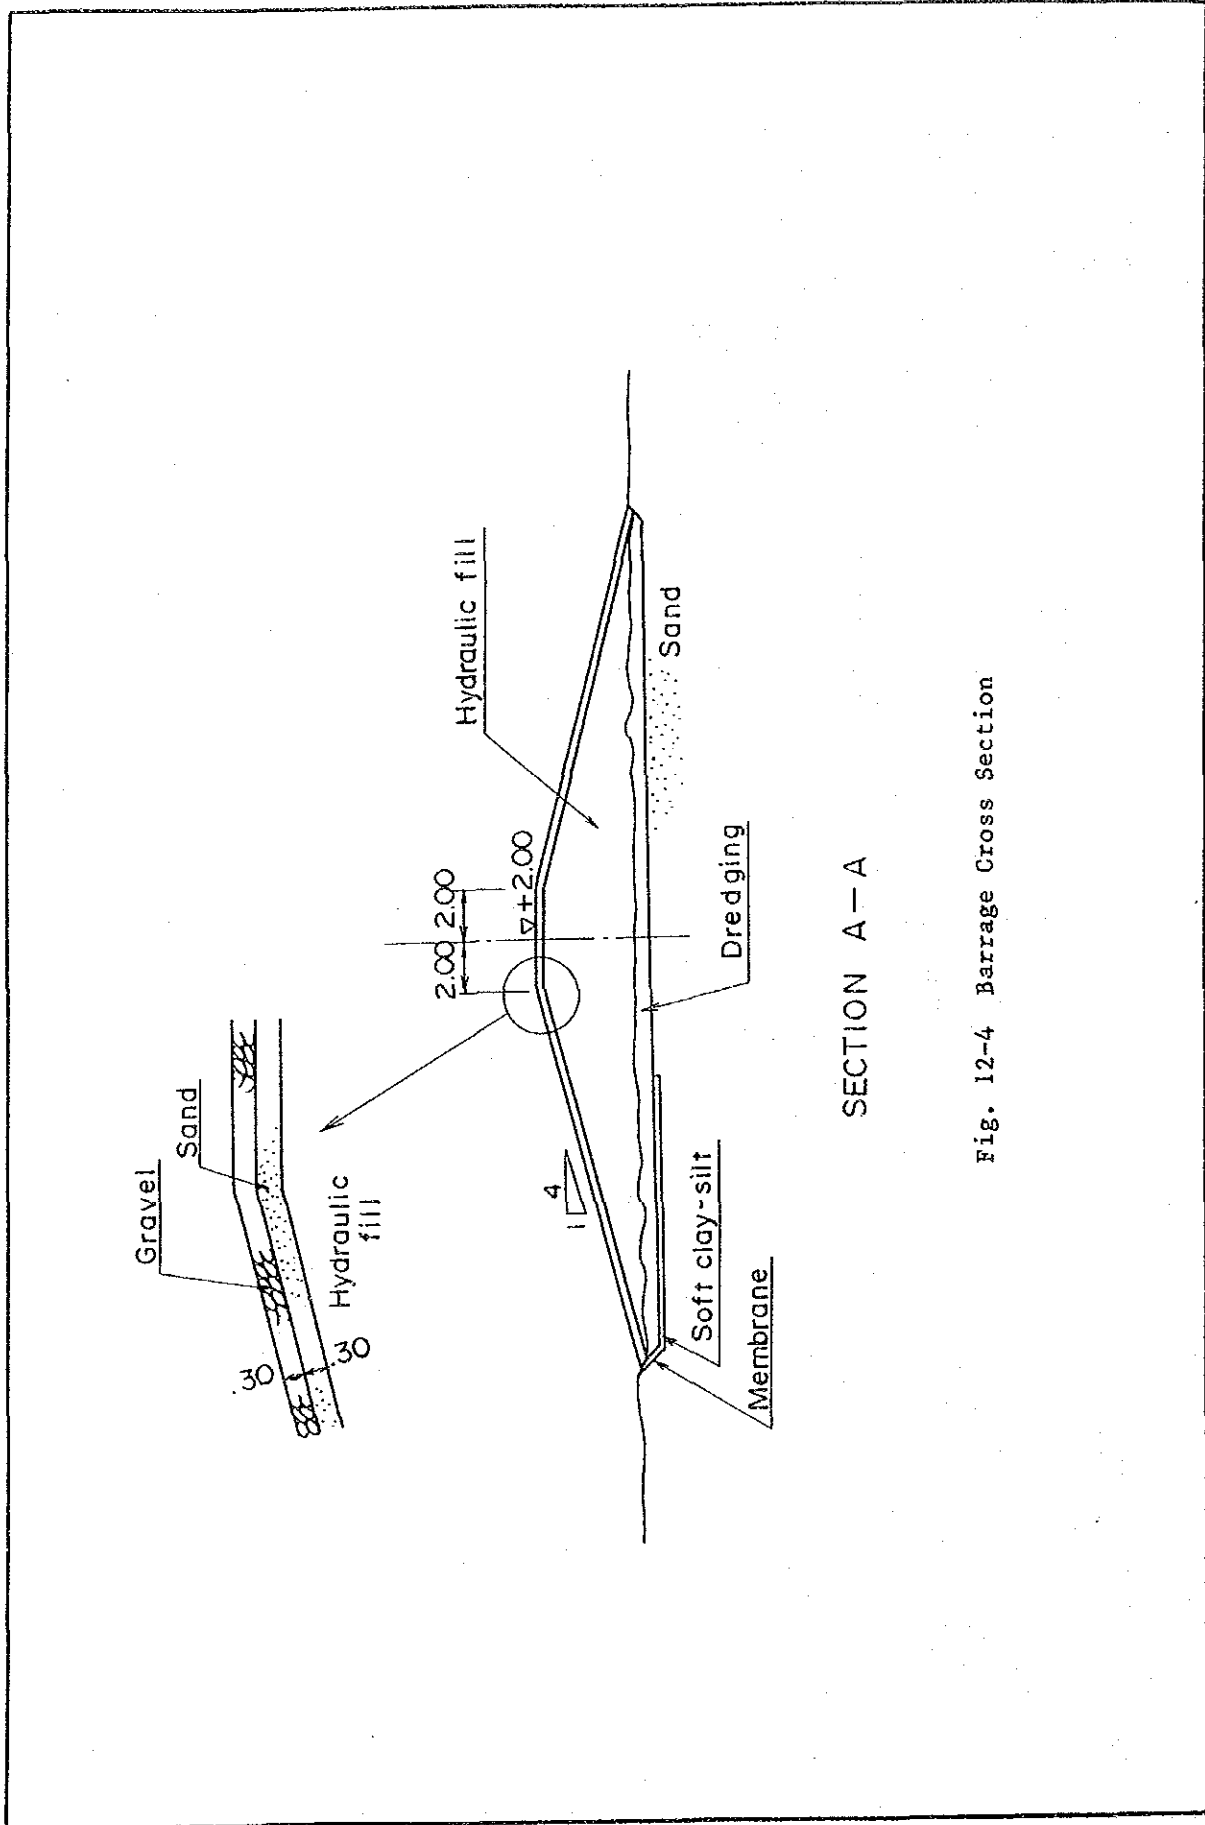 Gravel
Sand
Hydraulic
fill
.30
.30
2.00
2.00
▽+2.00
Hydraulic fill
4
1
Sand
Dredging
Soft clay-silt
Membrane
SECTION A-A
Fig. 12-4 Barrage Cross Section